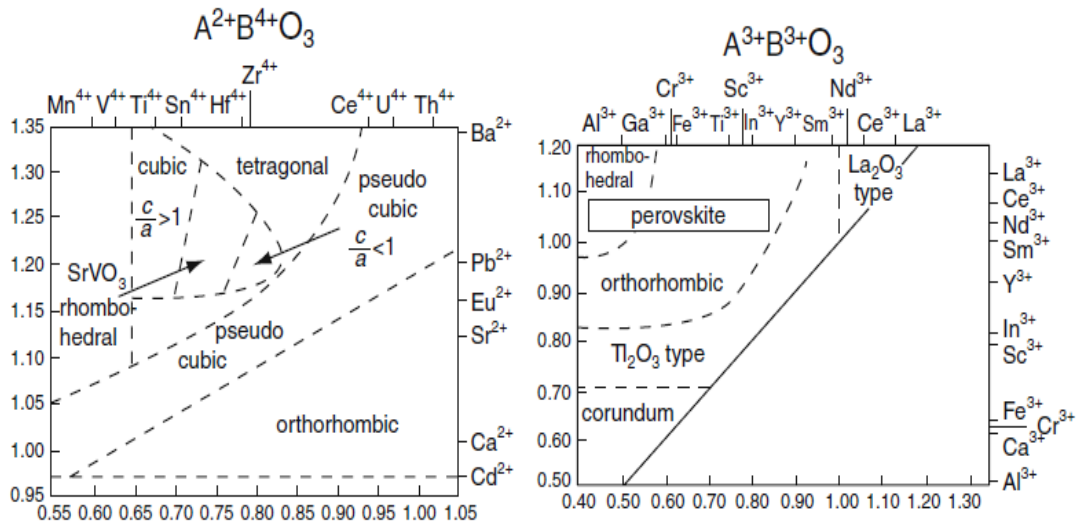 A²⁺B⁴⁺O₃
Zr⁴⁺
Mn⁴⁺ V⁴⁺ Ti⁴⁺ Sn⁴⁺ Hf⁴⁺ Ce⁴⁺ U⁴⁺ Th⁴⁺
1.35
1.30
1.25
1.20
1.15
1.10
1.05
1.00
0.95
cubic
tetragonal
pseudo
cubic
c/a >1
c/a <1
SrVO₃
rhombo-
hedral
pseudo
cubic
orthorhombic
Ba²⁺
Pb²⁺
Eu²⁺
Sr²⁺
Ca²⁺
Cd²⁺
0.55 0.60 0.65 0.70 0.75 0.80 0.85 0.90 0.95 1.00 1.05
A³⁺B³⁺O₃
Cr³⁺ Sc³⁺ Nd³⁺
Al³⁺ Ga³⁺ Fe³⁺ Ti³⁺ In³⁺ Y³⁺ Sm³⁺ Ce³⁺ La³⁺
1.20
1.10
1.00
0.90
0.80
0.70
0.60
0.50
rhombo-
hedral
La₂O₃
type
perovskite
orthorhombic
Tl₂O₃ type
corundum
La³⁺
Ce³⁺
Nd³⁺
Sm³⁺
Y³⁺
In³⁺
Sc³⁺
Fe³⁺
Cr³⁺
Ca³⁺
Al³⁺
0.40 0.50 0.60 0.70 0.80 0.90 1.00 1.10 1.20 1.30